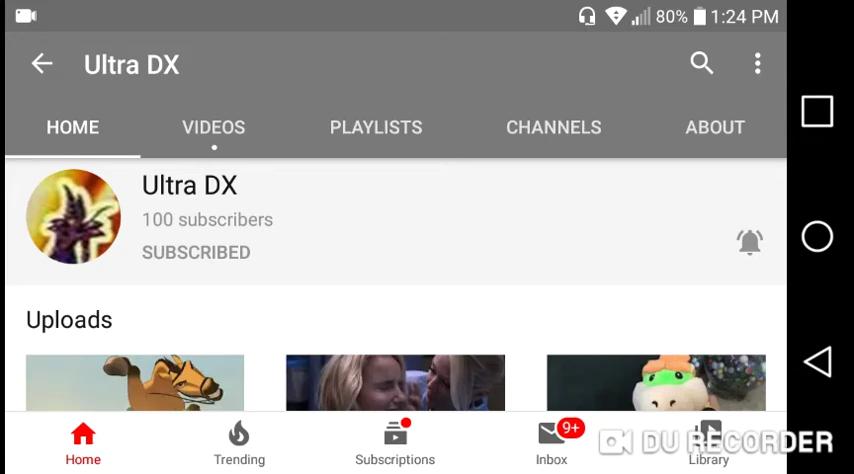 80% 1:24 PM
Ultra DX
HOME VIDEOS PLAYLISTS CHANNELS ABOUT
Ultra DX
100 subscribers
SUBSCRIBED
Uploads
9+
Home Trending Subscriptions Inbox Library
DU RECORDER